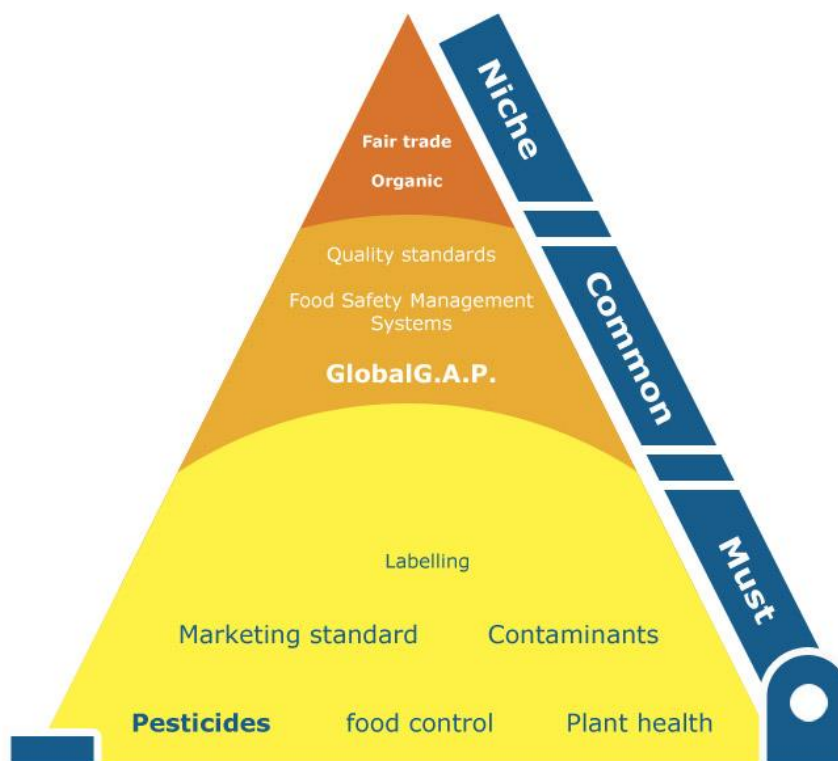 Niche
Fair trade
Organic
Quality standards
Food Safety Management
Systems
GlobalG.A.P.
Common
Labelling
Marketing standard
Contaminants
Must
Pesticides
food control
Plant health